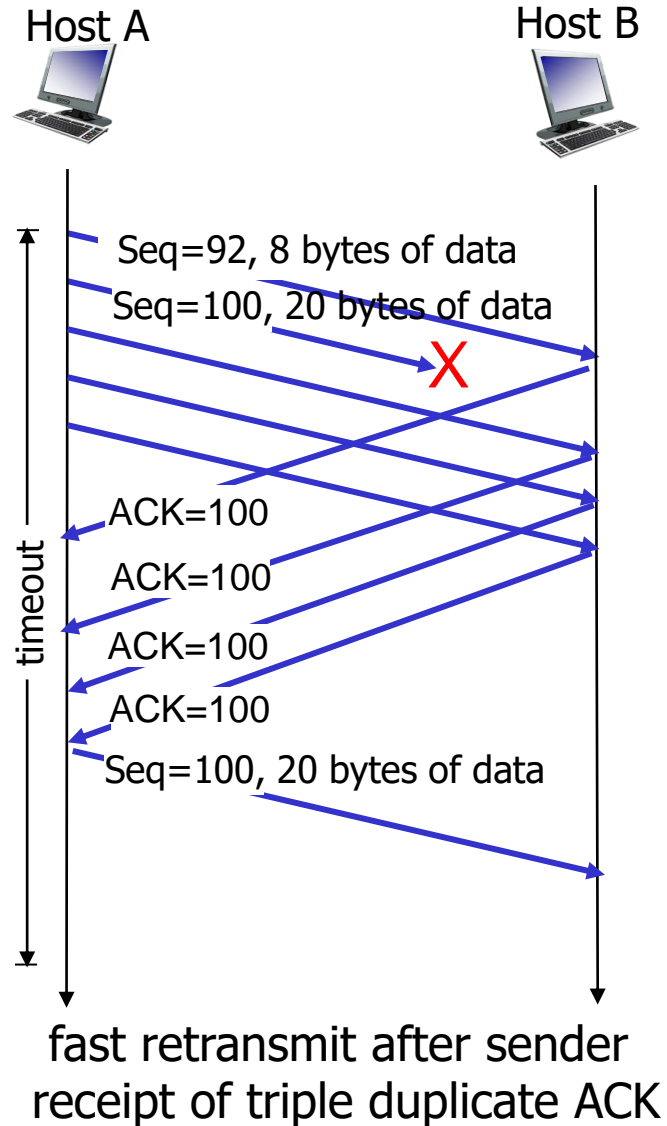 Host A
Host B
Seq=92, 8 bytes of data
Seq=100, 20 bytes of data
X
timeout
ACK=100
ACK=100
ACK=100
ACK=100
Seq=100, 20 bytes of data
fast retransmit after sender
receipt of triple duplicate ACK